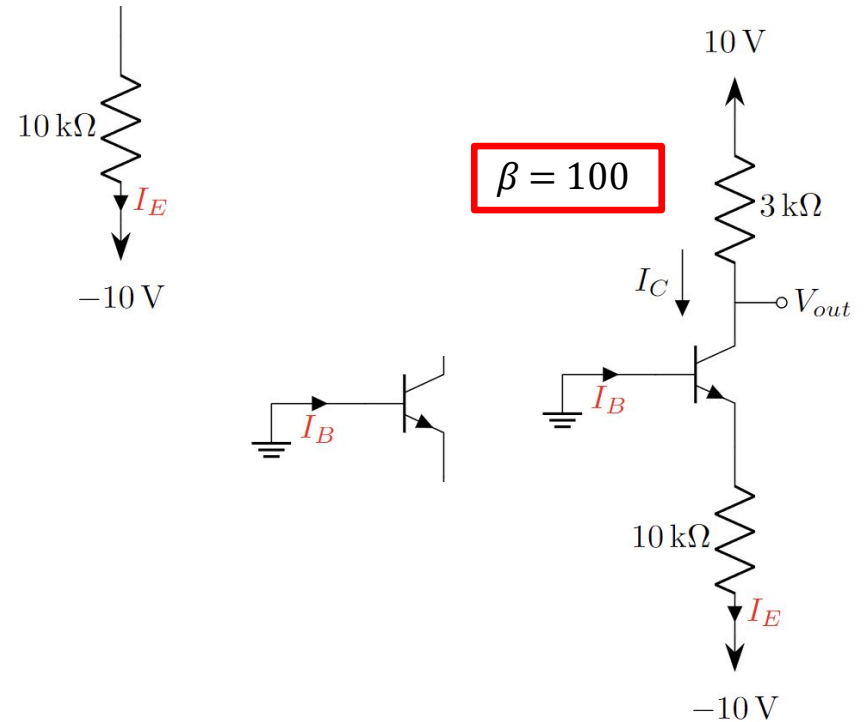 10 kΩ
I_E
−10 V
I_B
β = 100
10 V
3 kΩ
I_C
V_out
I_B
10 kΩ
I_E
−10 V